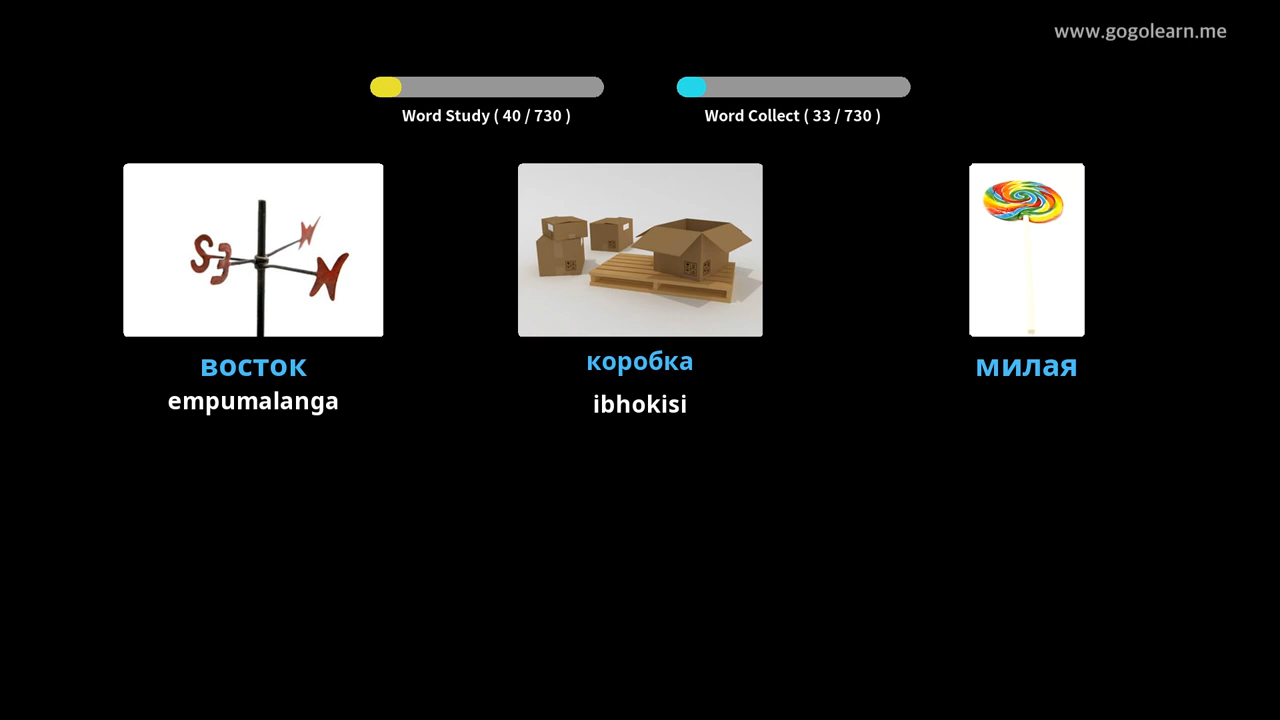 www.gogolearn.me
Word Study ( 40 / 730 )
Word Collect ( 33 / 730 )
S E N
восток
коробка
милая
empumalanga
ibhokisi